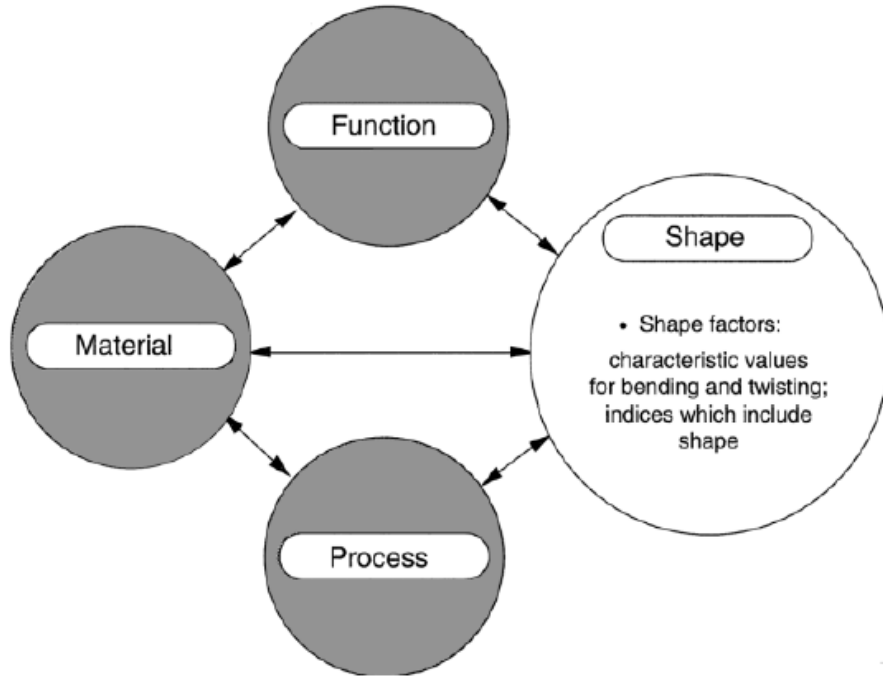 Function
Shape
• Shape factors:
characteristic values
for bending and twisting;
indices which include
shape
Material
Process